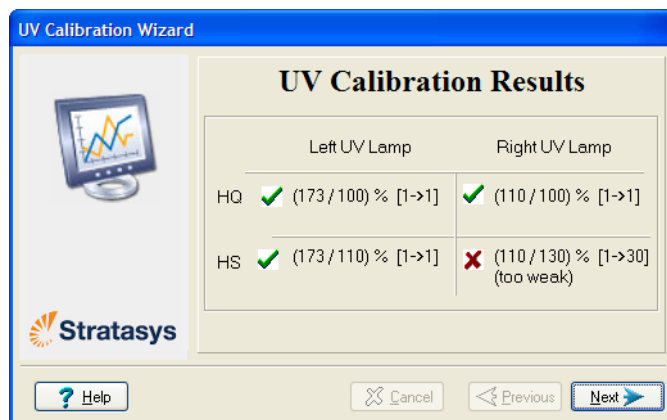 UV Calibration Wizard
UV Calibration Results
Left UV Lamp Right UV Lamp
HQ (173/100) % [1->1] (110/100) % [1->1]
HS (173/110) % [1->1] (110/130) % [1->30]
(too weak)
Stratasys
? Help Cancel Previous Next